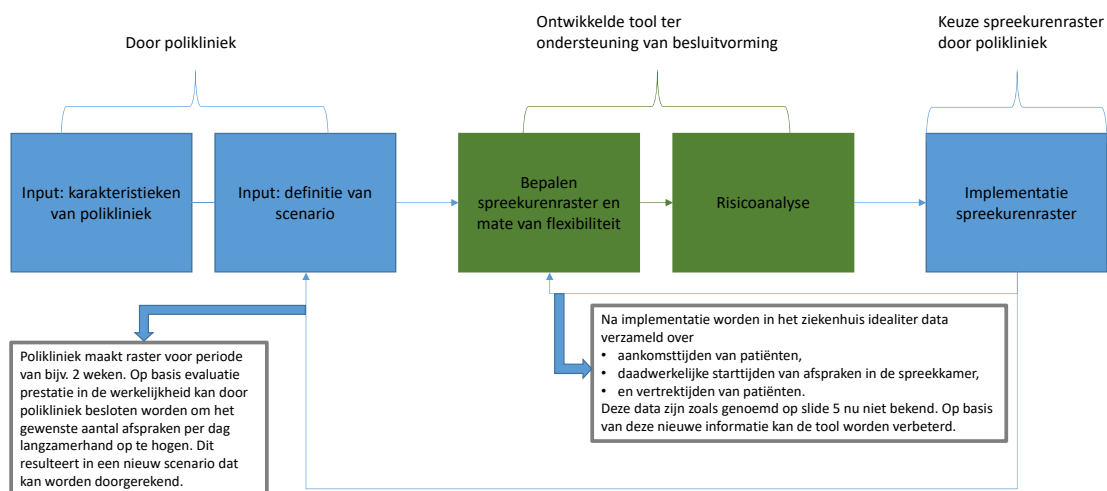 Door polikliniek
Ontwikkelde tool ter
ondersteuning van besluitvorming
Keuze spreekurenraster
door polikliniek
Input: karakteristieken
van polikliniek
Input: definitie van
scenario
Bepalen
spreekurenraster en
mate van flexibiliteit
Risicoanalyse
Implementatie
spreekurenraster
Polikliniek maakt raster voor periode
van bijv. 2 weken. Op basis evaluatie
prestatie in de werkelijkheid kan door
polikliniek besloten worden om het
gewenste aantal afspraken per dag
langzamerhand op te hogen. Dit
resulteert in een nieuw scenario dat
kan worden doorgerekend.
Na implementatie worden in het ziekenhuis idealiter data
verzameld over
• aankomsttijden van patiënten,
• daadwerkelijke starttijden van afspraken in de spreekkamer,
• en vertrektijden van patiënten.
Deze data zijn zoals genoemd op slide 5 nu niet bekend. Op basis
van deze nieuwe informatie kan de tool worden verbeterd.